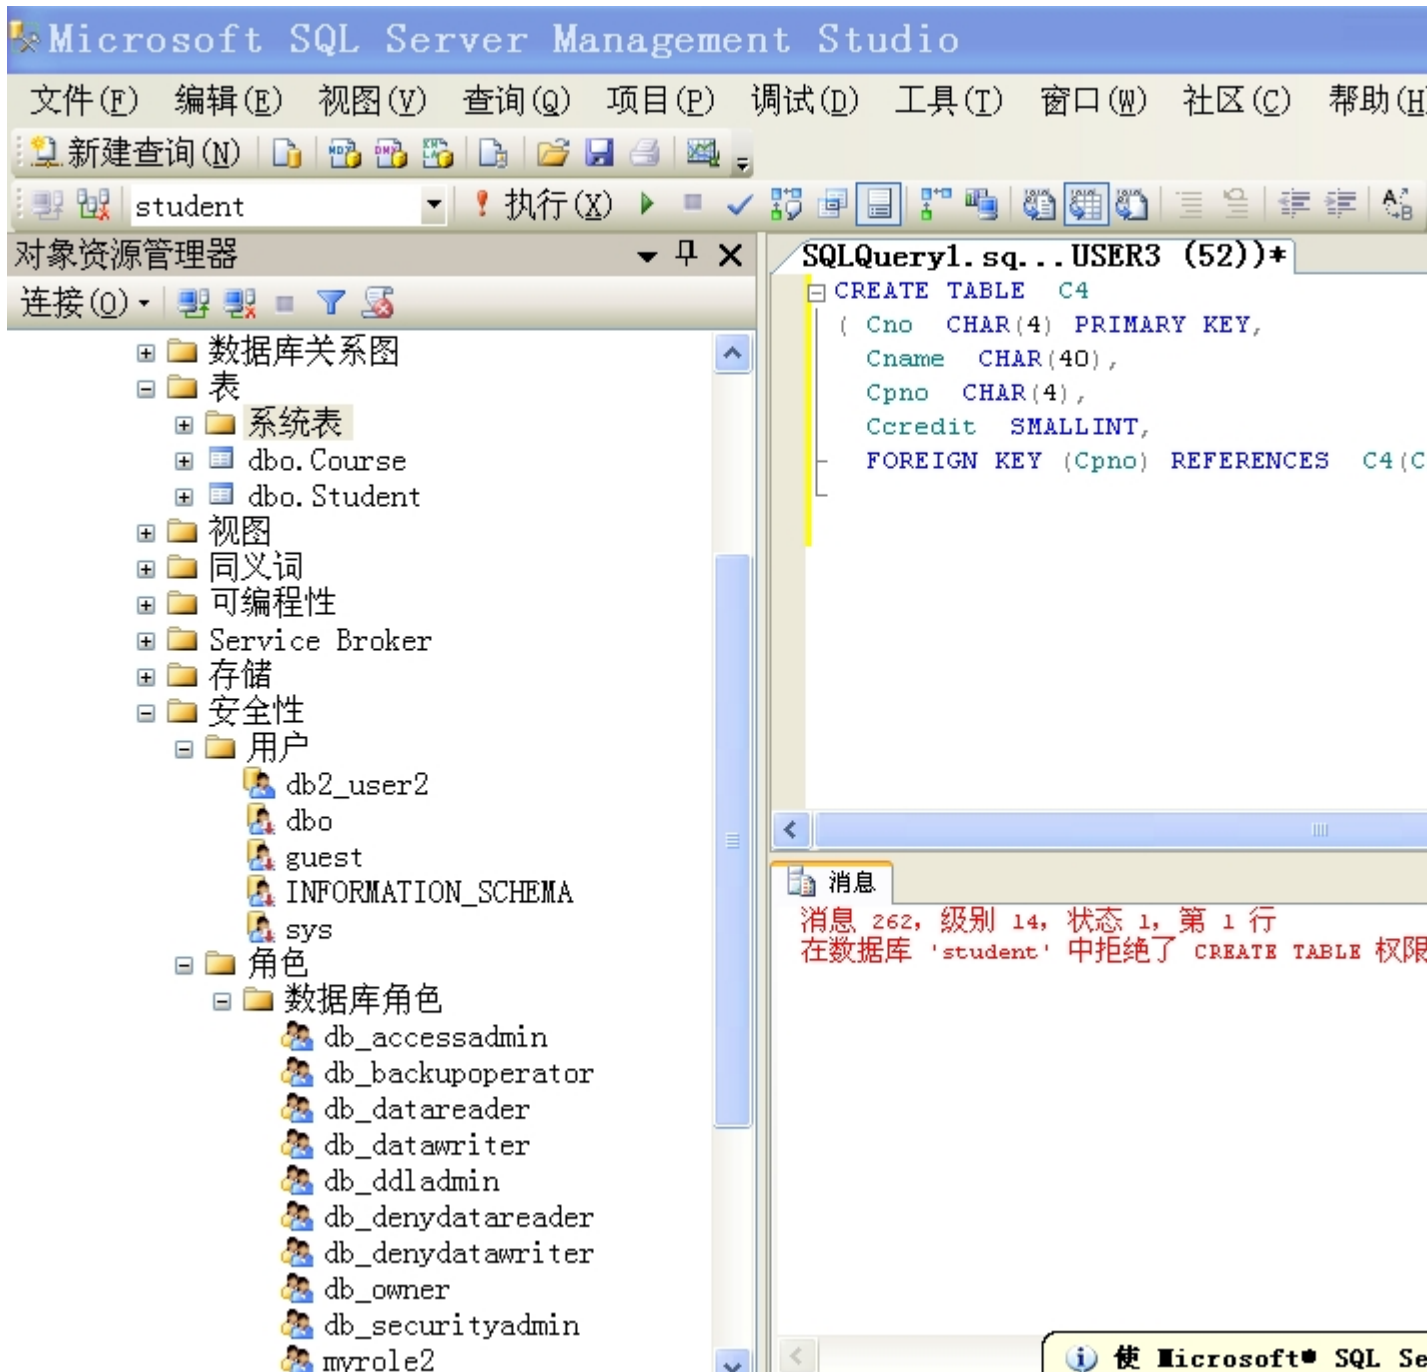 Microsoft SQL Server Management Studio
文件(F) 编辑(E) 视图(V) 查询(Q) 项目(P) 调试(D) 工具(T) 窗口(W) 社区(C) 帮助(H
新建查询(N)
student 执行(X)
对象资源管理器
连接(O)
数据库关系图
表
系统表
dbo.Course
dbo.Student
视图
同义词
可编程性
Service Broker
存储
安全性
用户
db2_user2
dbo
guest
INFORMATION_SCHEMA
sys
角色
数据库角色
db_accessadmin
db_backupoperator
db_datareader
db_datawriter
db_ddladmin
db_denydatareader
db_denydatawriter
db_owner
db_securityadmin
myrole2
SQLQuery1.sq...USER3 (52))*
CREATE TABLE C4
( Cno CHAR(4) PRIMARY KEY,
Cname CHAR(40),
Cpno CHAR(4),
Ccredit SMALLINT,
FOREIGN KEY (Cpno) REFERENCES C4(C
消息
消息 262，级别 14，状态 1，第 1 行
在数据库 'student' 中拒绝了 CREATE TABLE 权限
使 Microsoft® SQL Se